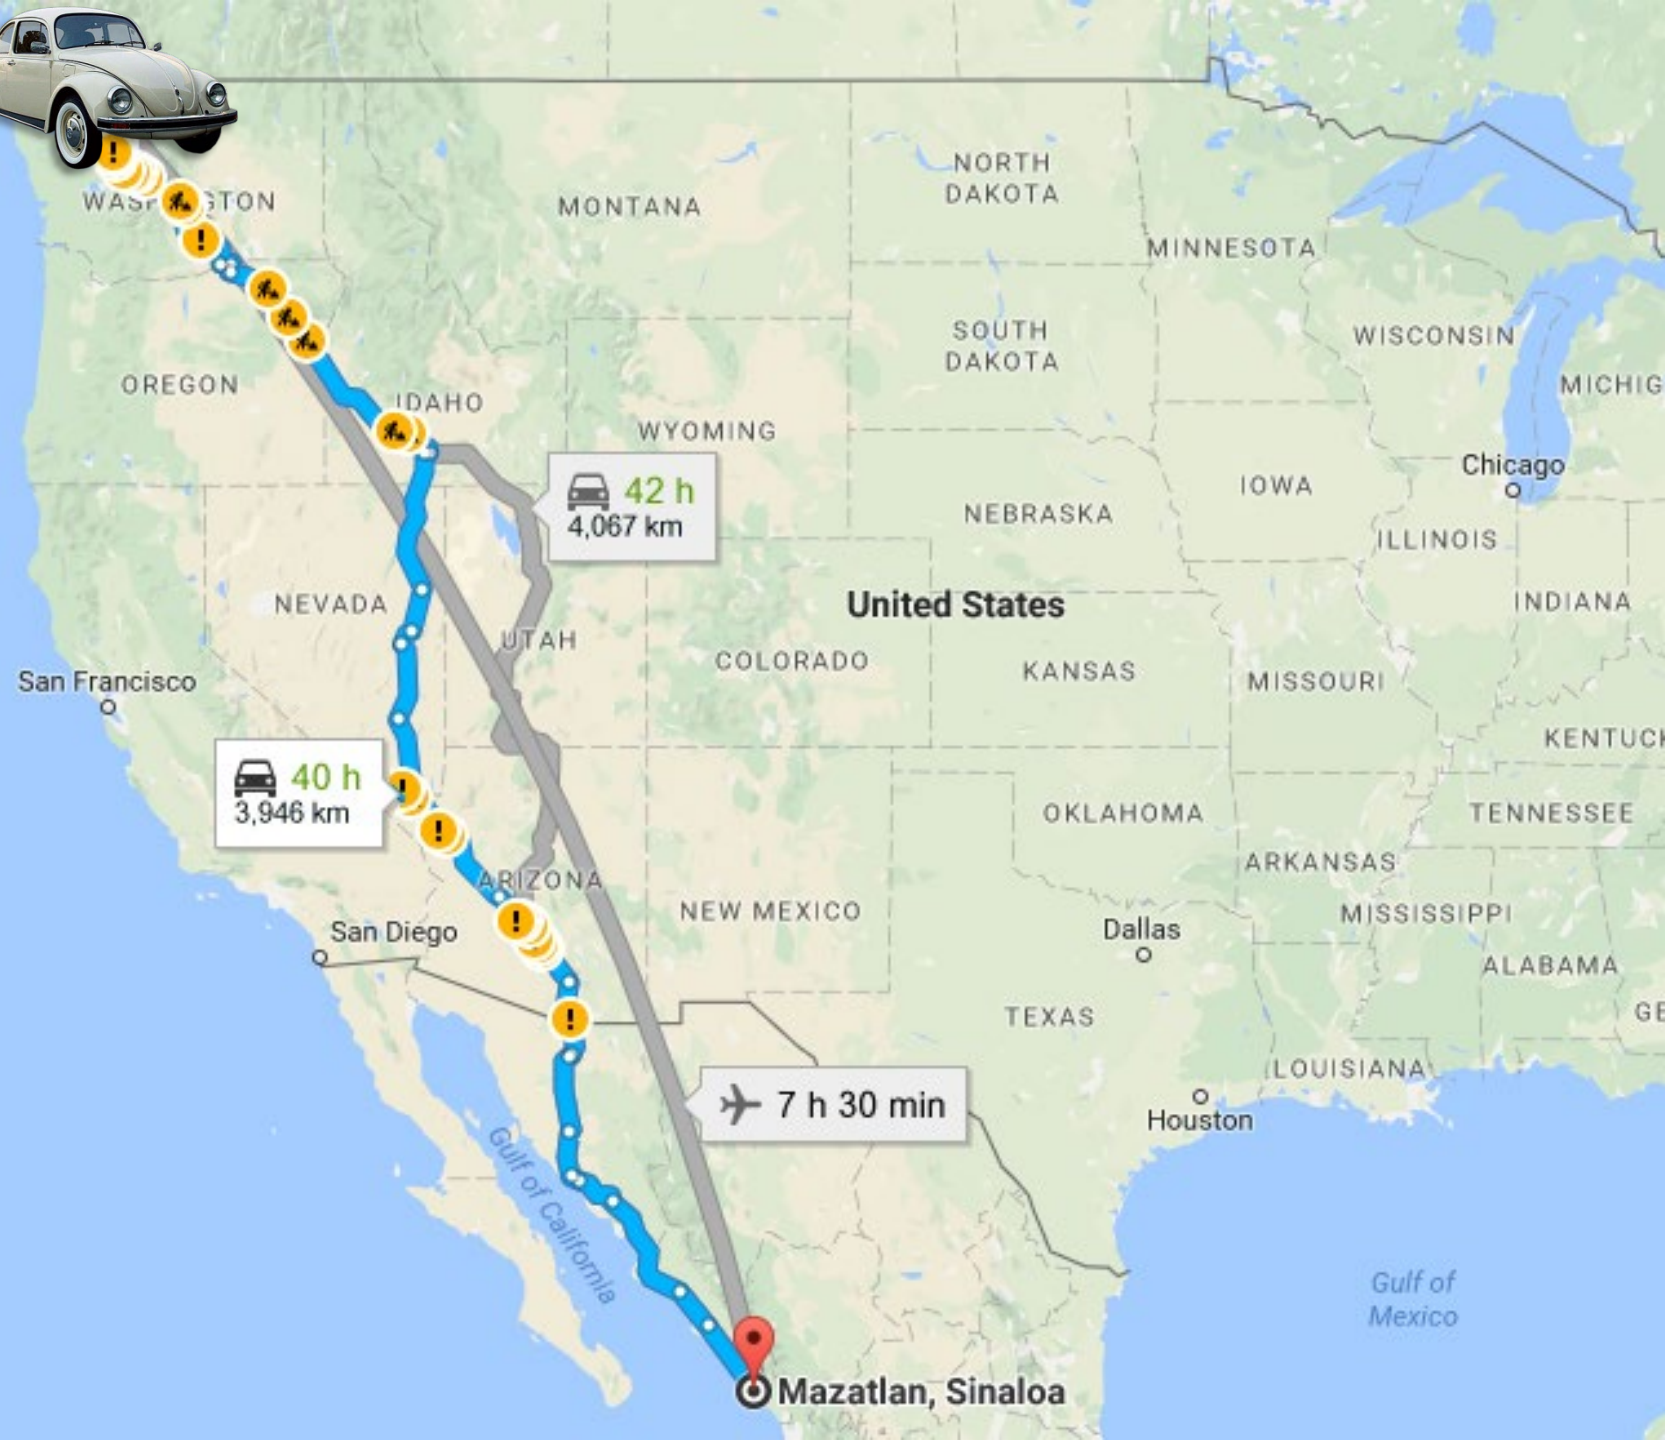 NORTH
DAKOTA
WASHINGTON
MONTANA
MINNESOTA
SOUTH
DAKOTA
WISCONSIN
OREGON
IDAHO
MICHIG
WYOMING
Chicago
42 h
4,067 km
IOWA
NEBRASKA
ILLINOIS
NEVADA
United States
INDIANA
UTAH
COLORADO
KANSAS
MISSOURI
San Francisco
KENTUCK
40 h
3,946 km
OKLAHOMA
TENNESSEE
ARKANSAS
ARIZONA
NEW MEXICO
MISSISSIPPI
San Diego
Dallas
ALABAMA
TEXAS
GE
LOUISIANA
7 h 30 min
Houston
Gulf of California
Gulf of
Mexico
Mazatlan, Sinaloa